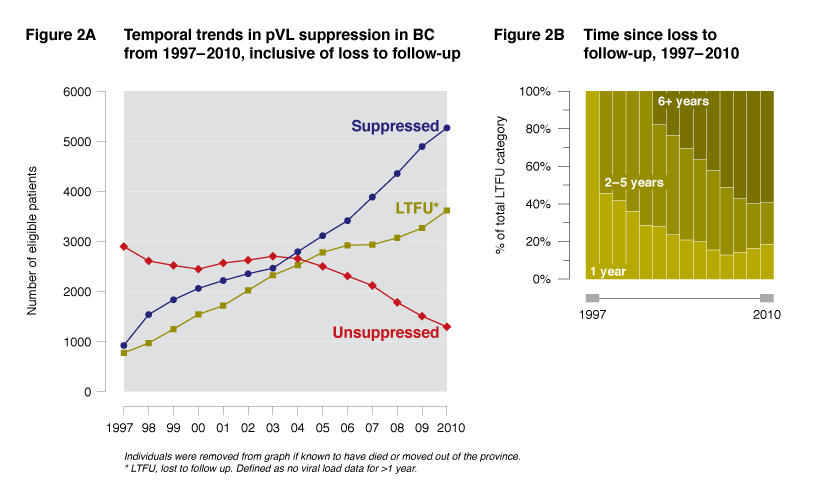 Figure 2A
Temporal trends in pVL suppression in BC
from 1997–2010, inclusive of loss to follow-up
Number of eligible patients
6000
5000
4000
3000
2000
1000
0
Suppressed
LTFU*
Unsuppressed
1997 98 99 00 01 02 03 04 05 06 07 08 09 2010
Individuals were removed from graph if known to have died or moved out of the province.
* LTFU, lost to follow up. Defined as no viral load data for >1 year.
Figure 2B
Time since loss to
follow-up, 1997–2010
% of total LTFU category
100%
80%
60%
40%
20%
0%
6+ years
2–5 years
1 year
1997 2010